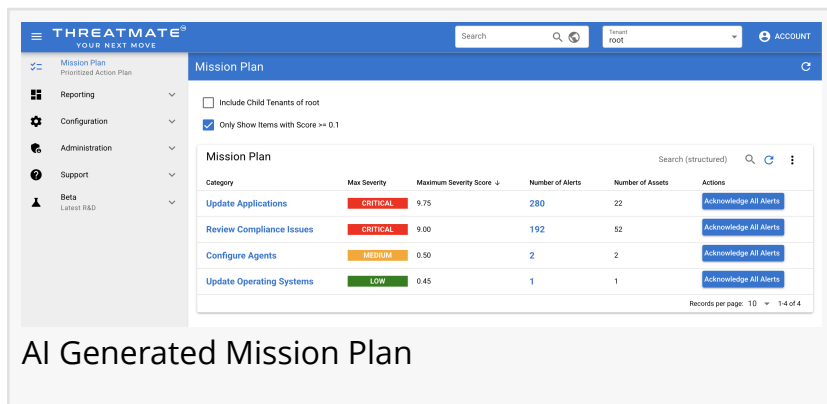 THREATMATE®
YOUR NEXT MOVE
Search
Tenant
root
ACCOUNT
Mission Plan
Prioritized Action Plan
Reporting
Configuration
Administration
Support
Beta
Latest R&D
Mission Plan
Include Child Tenants of root
Only Show Items with Score >= 0.1
Mission Plan
Search (structured)
Category Max Severity Maximum Severity Score ↓ Number of Alerts Number of Assets Actions
Update Applications CRITICAL 9.75 280 22 Acknowledge All Alerts
Review Compliance Issues CRITICAL 9.00 192 52 Acknowledge All Alerts
Configure Agents MEDIUM 0.50 2 2 Acknowledge All Alerts
Update Operating Systems LOW 0.45 1 1 Acknowledge All Alerts
Records per page: 10 1-4 of 4
AI Generated Mission Plan